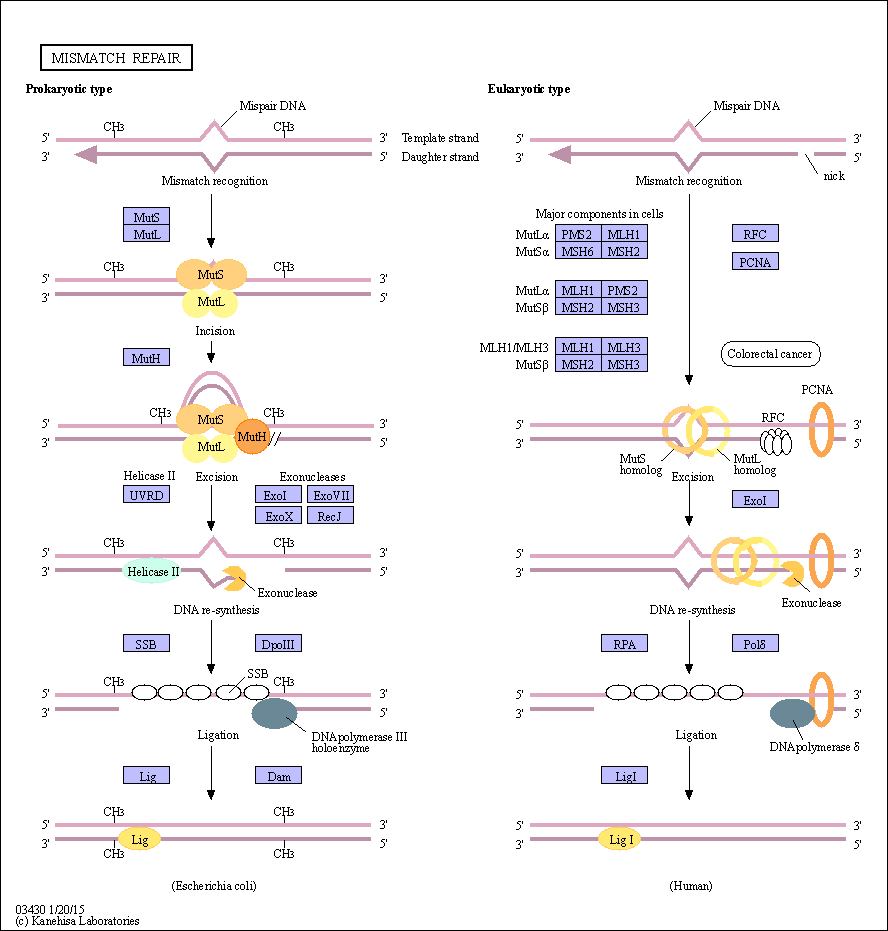 MISMATCH REPAIR
Prokaryotic type
Mispair DNA
CH3
CH3
5'
3'
Template strand
3'
5'
Daughter strand
Mismatch recognition
MutS
MutL
CH3
CH3
MutS
5'
3'
3'
5'
MutL
Incision
MutH
CH3
CH3
MutS
5'
3'
MutH
3'
5'
MutL
Helicase II
Excision
Exonucleases
UVRD
ExoI
ExoVII
ExoX
RecJ
CH3
CH3
5'
3'
3'
5'
Helicase II
Exonuclease
DNA re-synthesis
SSB
DpoIII
SSB
CH3
CH3
5'
3'
3'
5'
DNA polymerase III
holoenzyme
Ligation
Lig
Dam
CH3
CH3
5'
3'
3'
5'
Lig
CH3
CH3
(Escherichia coli)
Eukaryotic type
Mispair DNA
5'
3'
3'
5'
nick
Mismatch recognition
Major components in cells
MutLα PMS2 MLH1
MutSα MSH6 MSH2
RFC
PCNA
MutLα MLH1 PMS2
MutSβ MSH2 MSH3
MLH1/MLH3 MLH1 MLH3
MutSβ MSH2 MSH3
Colorectal cancer
PCNA
RFC
5'
3'
3'
5'
MutS
homolog
MutL
homolog
Excision
ExoI
5'
3'
3'
5'
Exonuclease
DNA re-synthesis
RPA
Polδ
5'
3'
3'
5'
DNA polymerase δ
Ligation
LigI
5'
3'
3'
5'
Lig I
(Human)
03430 1/20/15
(c) Kanehisa Laboratories